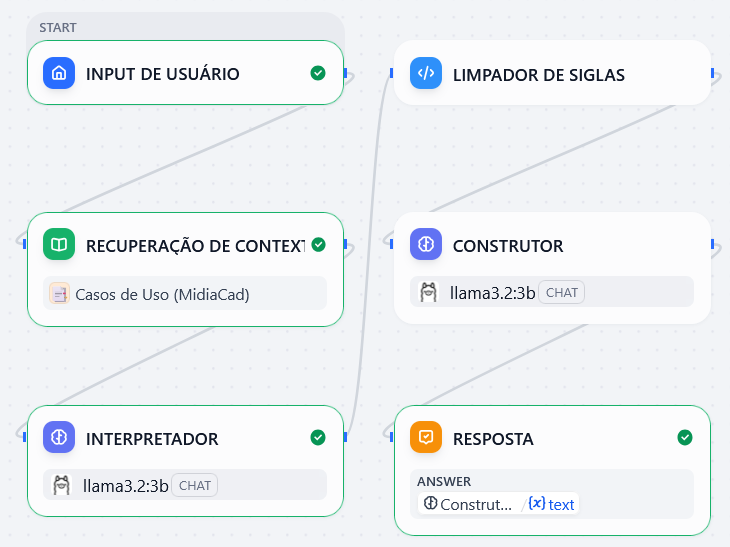 START
INPUT DE USUÁRIO
RECUPERAÇÃO DE CONTEXT
Casos de Uso (MidiaCad)
INTERPRETADOR
llama3.2:3b CHAT
LIMPADOR DE SIGLAS
CONSTRUTOR
llama3.2:3b CHAT
RESPOSTA
ANSWER
Construt... / {x} text